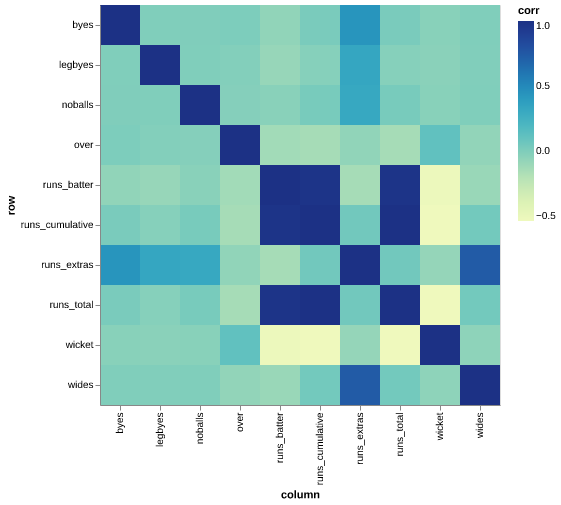 corr
1.0
0.5
0.0
−0.5
row
byes
legbyes
noballs
over
runs_batter
runs_cumulative
runs_extras
runs_total
wicket
wides
byes
legbyes
noballs
over
runs_batter
runs_cumulative
runs_extras
runs_total
wicket
wides
column